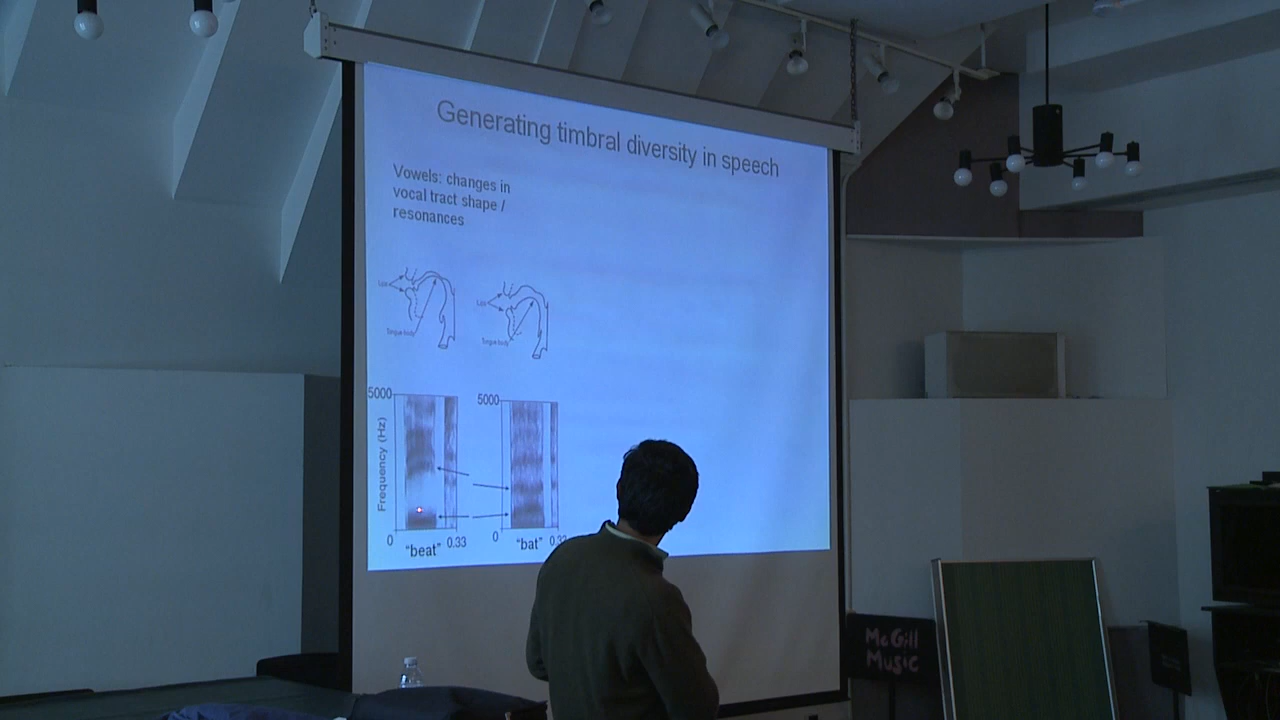 Generating timbral diversity in speech
Vowels: changes in
vocal tract shape /
resonances
Lips
Lips
Tongue body
Tongue body
5000
5000
Frequency (Hz)
0
"beat"
0.33
0
"bat"
McGill
Music